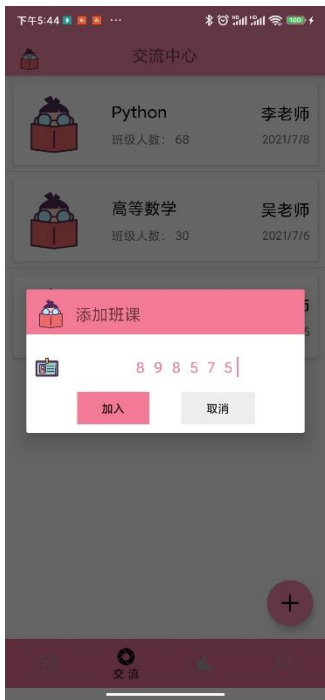 下午5:44 ···
100
交流中心
Python
李老师
班级人数: 68
2021/7/8
高等数学
吴老师
班级人数: 30
2021/7/6
添加班课
898575
加入
取消
交流